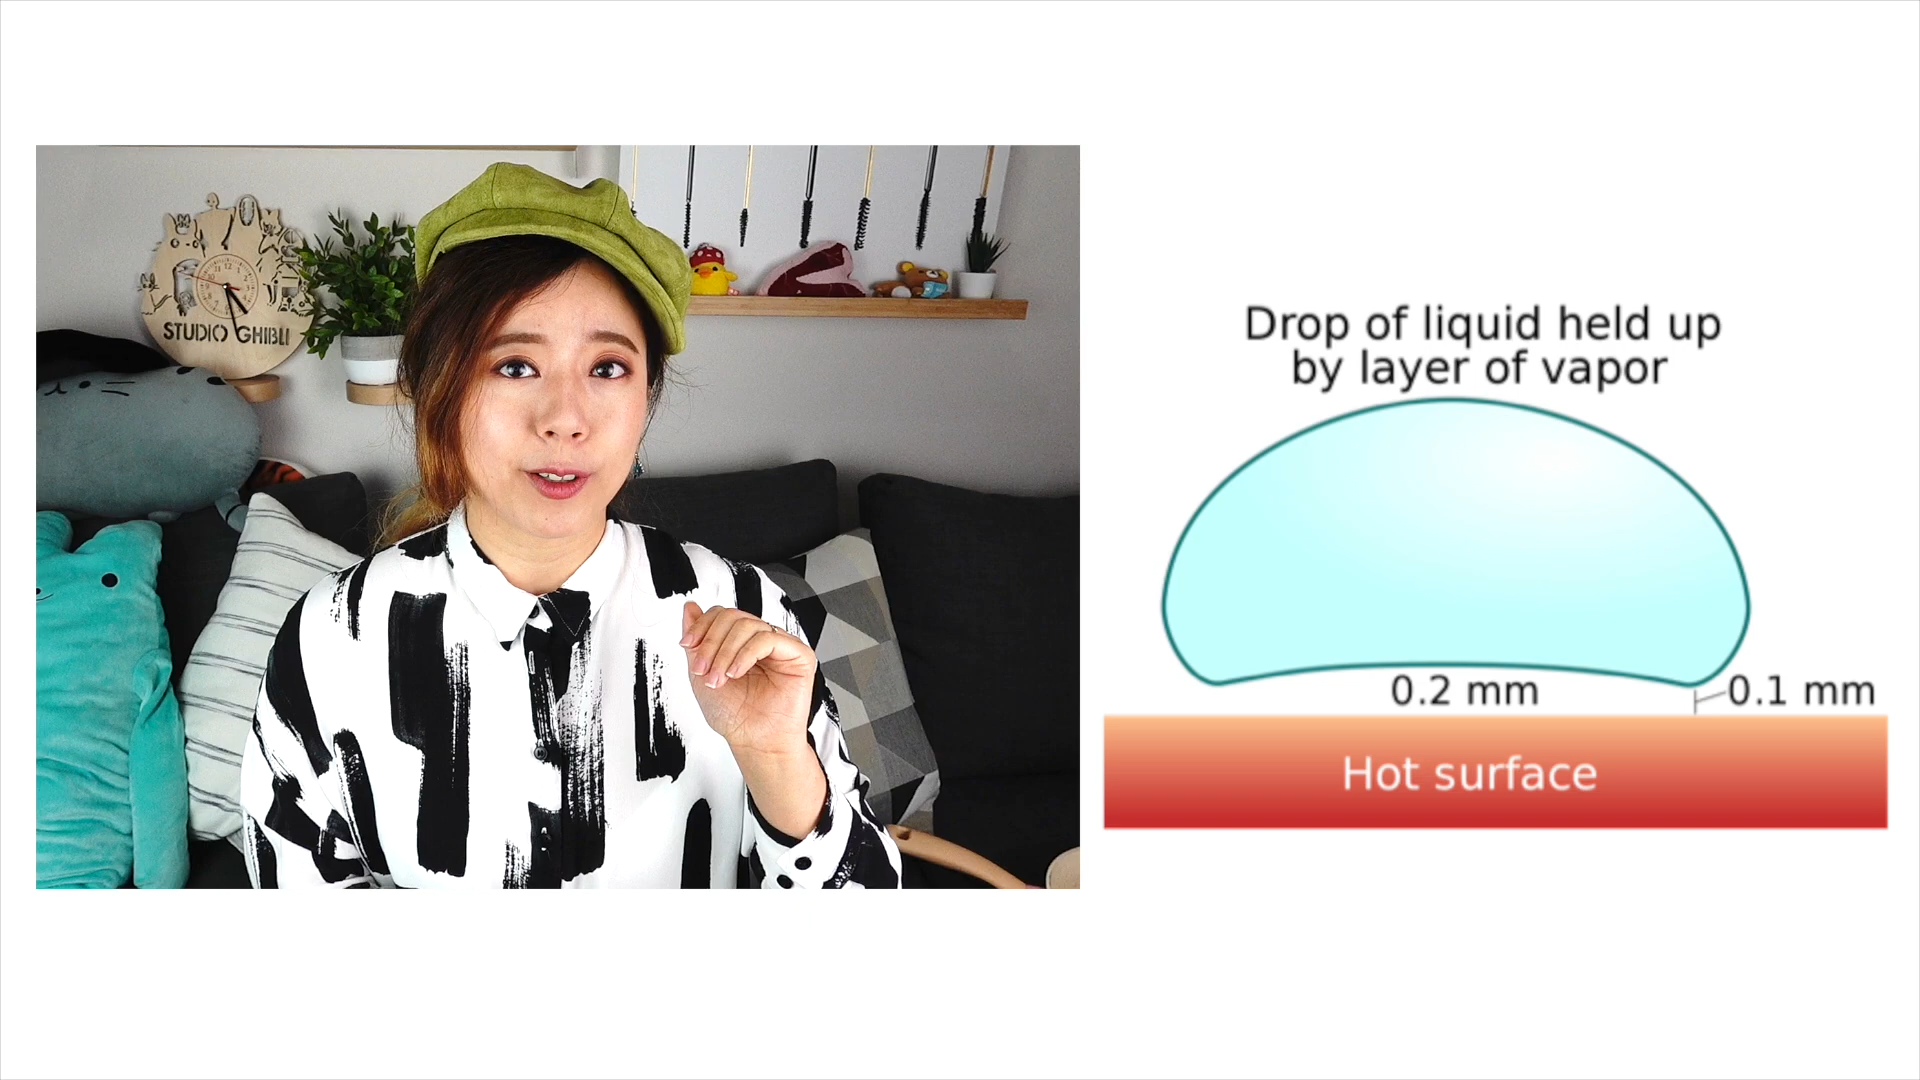 STUDIO GHIBLI
Drop of liquid held up
by layer of vapor
0.2 mm
0.1 mm
Hot surface